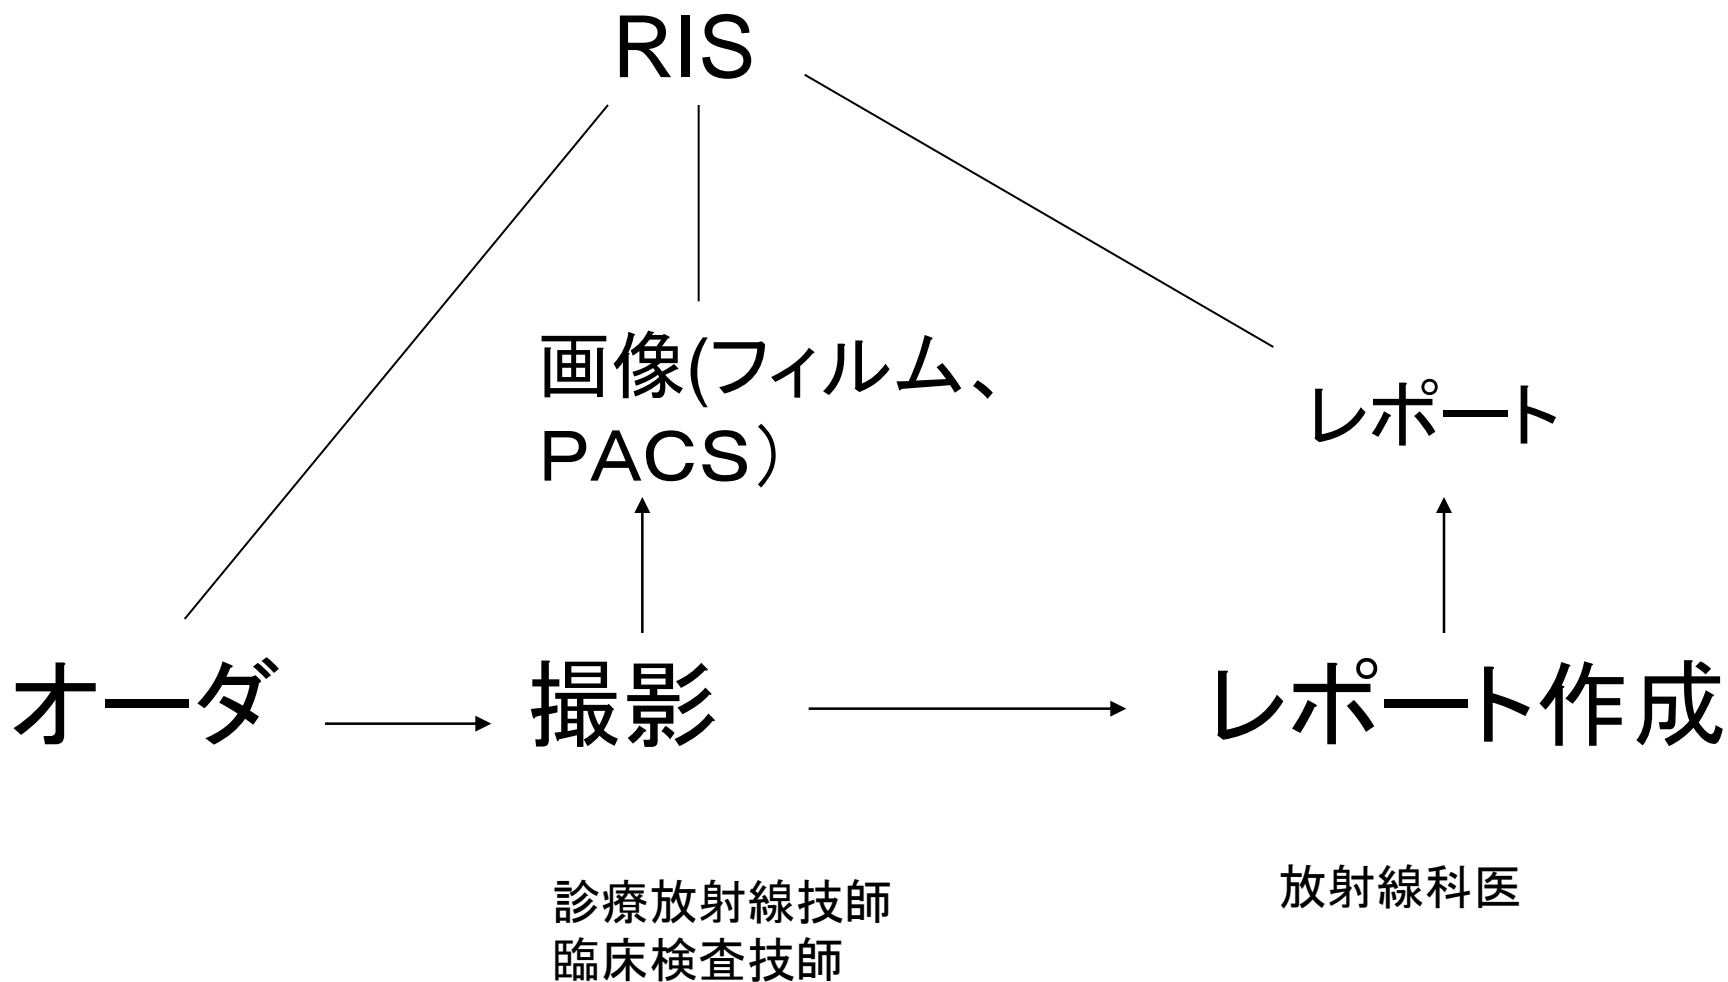 RIS
画像(フィルム、
PACS）
レポート
オーダ
撮影
レポート作成
診療放射線技師
臨床検査技師
放射線科医